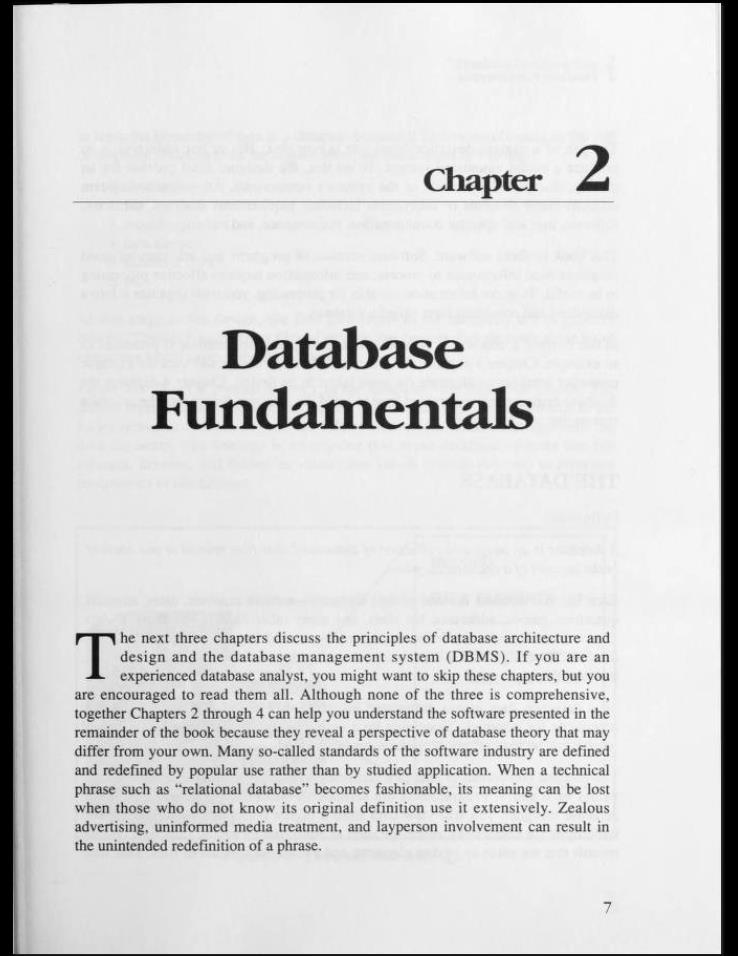 Chapter 2
Database
Fundamentals
The next three chapters discuss the principles of database architecture and
design and the database management system (DBMS). If you are an
experienced database analyst, you might want to skip these chapters, but you
are encouraged to read them all. Although none of the three is comprehensive,
together Chapters 2 through 4 can help you understand the software presented in the
remainder of the book because they reveal a perspective of database theory that may
differ from your own. Many so-called standards of the software industry are defined
and redefined by popular use rather than by studied application. When a technical
phrase such as “relational database” becomes fashionable, its meaning can be lost
when those who do not know its original definition use it extensively. Zealous
advertising, uninformed media treatment, and layperson involvement can result in
the unintended redefinition of a phrase.
7